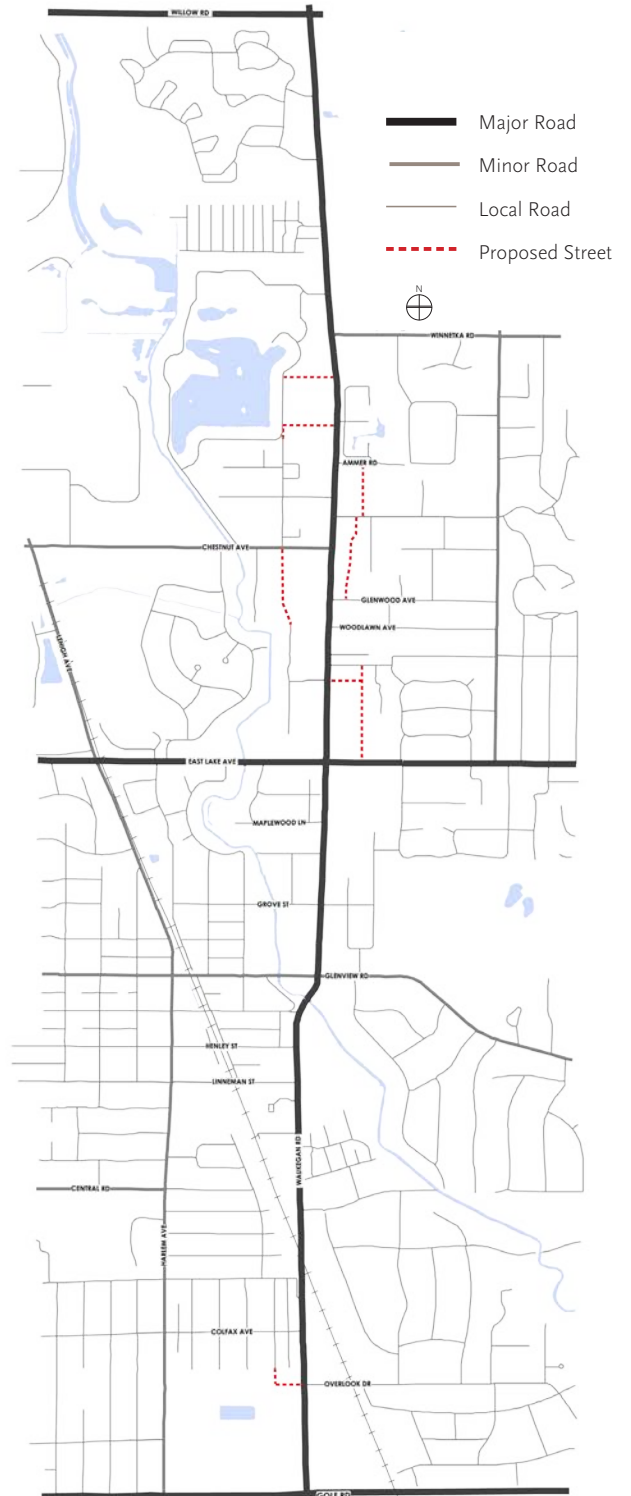 WILLOW RD
Major Road
Minor Road
Local Road
Proposed Street
N
WINNETKA RD
AMMER RD
CHESTNUT AVE
GLENWOOD AVE
WOODLAWN AVE
LEHIGH AVE
EAST LAKE AVE
MAPLEWOOD LN
GROVE ST
GLENVIEW RD
HENLEY ST
LINNEMAN ST
WAUKEGAN RD
CENTRAL RD
HARLEM AVE
COLFAX AVE
OVERLOOK DR
GOLF RD